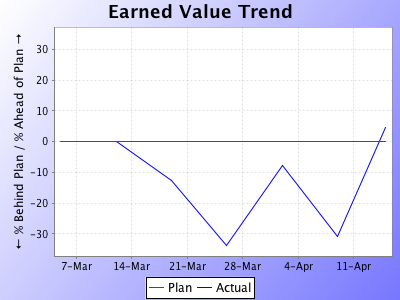 Earned Value Trend
← % Behind Plan / % Ahead of Plan →
30
20
10
0
-10
-20
-30
7-Mar 14-Mar 21-Mar 28-Mar 4-Apr 11-Apr
Plan Actual